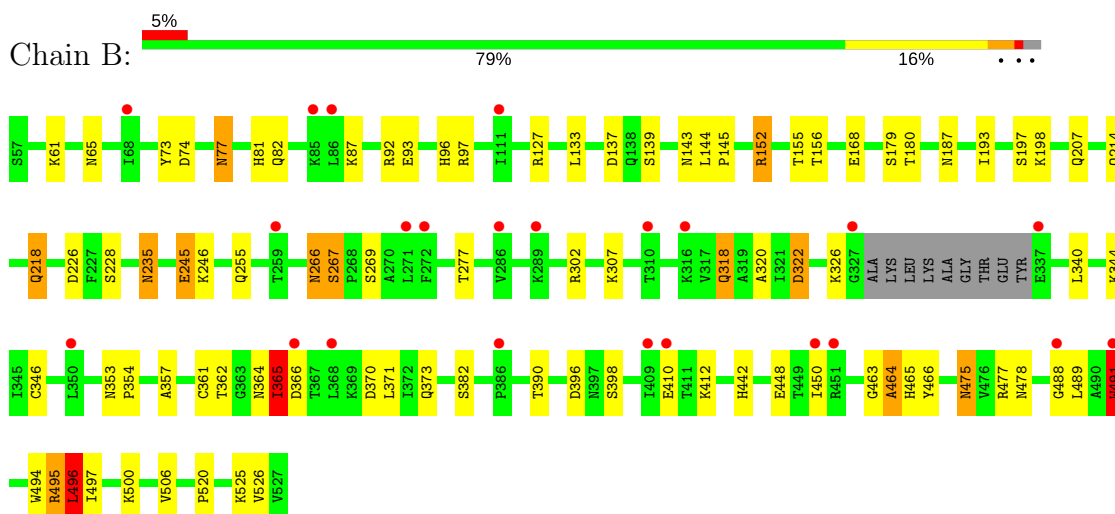 5%
Chain B:
79% 16% • • •
S57 K61 N65 I68 Y73 D74 N77 H81 Q82 K85 L86 K87 R92 E93 H96 R97 I111 R127 L133 D137 Q138 S139 N143 L144 P145 R152 T155 T156 E168 S179 T180 N187 I193 S197 K198 Q207
Q218 D226 F227 S228 N235 E245 K246 Q255 T259 N266 S267 P268 S269 A270 L271 F272 T277 V286 K289 R302 K307 T310 K316 V317 Q318 A319 A320 I321 D322 K326 G327 ALA LYS LEU LYS ALA GLY THR GLU TYR E337 L340 K344
I345 C346 L350 N353 P354 A357 C361 T362 G363 N364 I365 D366 T367 L368 K369 D370 L371 I372 Q373 S382 P386 T390 D396 N397 S398 I409 E410 T411 K412 H442 E448 T449 I450 R451 G463 A464 H465 Y466 N475 V476 R477 N478 G488 L489 A490
W494 R495 L496 I497 K500 V506 P520 K525 V526 V527